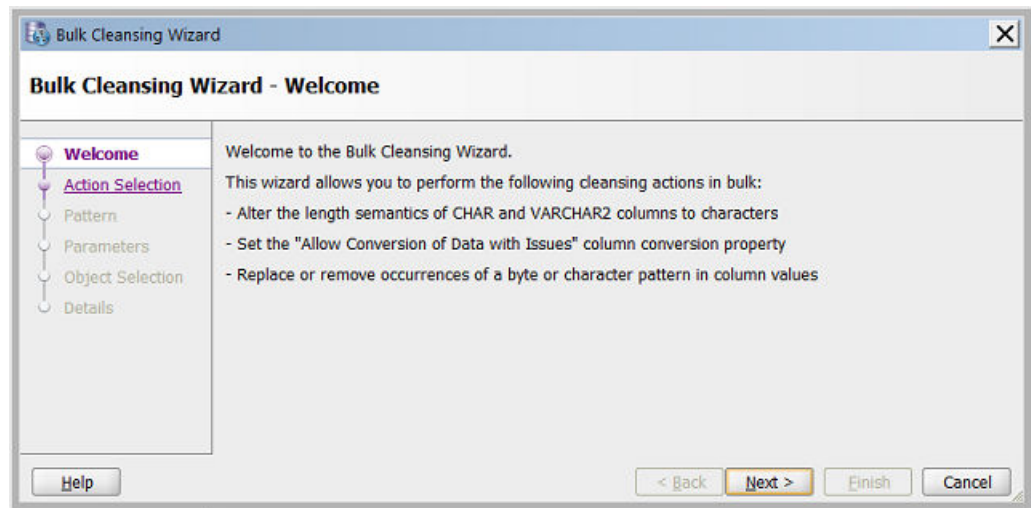 Bulk Cleansing Wizard
Bulk Cleansing Wizard - Welcome
Welcome
Action Selection
Pattern
Parameters
Object Selection
Details
Welcome to the Bulk Cleansing Wizard.
This wizard allows you to perform the following cleansing actions in bulk:
- Alter the length semantics of CHAR and VARCHAR2 columns to characters
- Set the "Allow Conversion of Data with Issues" column conversion property
- Replace or remove occurrences of a byte or character pattern in column values
Help
< Back
Next >
Finish
Cancel